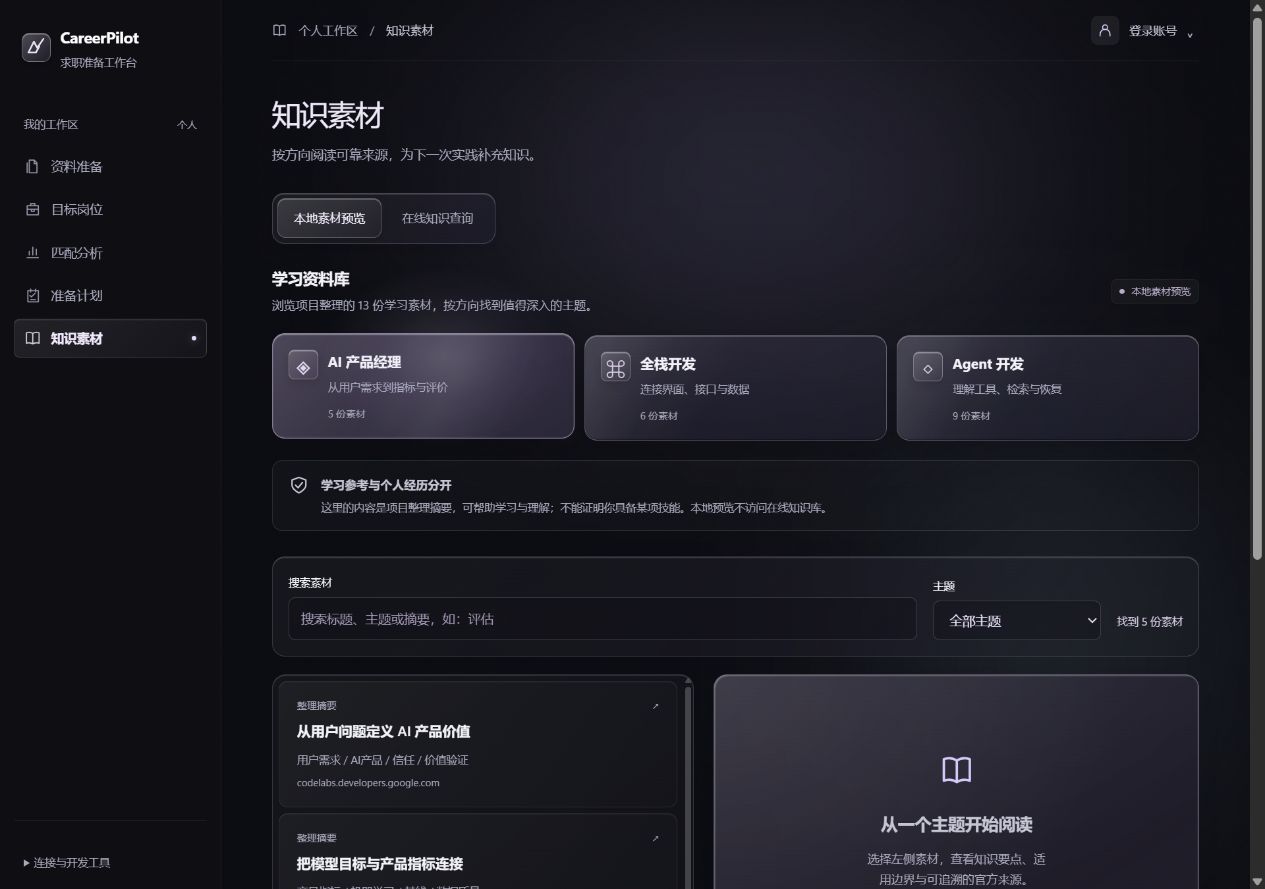 CareerPilot
求职准备工作台
我的工作区 个人
资料准备
目标岗位
匹配分析
准备计划
知识素材
连接与开发工具
个人工作区 / 知识素材
登录账号
知识素材
按方向阅读可靠来源，为下一次实践补充知识。
本地素材预览 在线知识查询
学习资料库
浏览项目整理的 13 份学习素材，按方向找到值得深入的主题。
本地素材预览
AI 产品经理
从用户需求到指标与评价
5 份素材
全栈开发
连接界面、接口与数据
6 份素材
Agent 开发
理解工具、检索与恢复
9 份素材
学习参考与个人经历分开
这里的内容是项目整理摘要，可帮助学习与理解；不能证明你具备某项技能。本地预览不访问在线知识库。
搜索素材
搜索标题、主题或摘要，如：评估
主题
全部主题
找到 5 份素材
整理摘要
从用户问题定义 AI 产品价值
用户需求 / AI产品 / 信任 / 价值验证
codelabs.developers.google.com
整理摘要
把模型目标与产品指标连接
从一个主题开始阅读
选择左侧素材，查看知识要点、适
用边界与可追溯的官方来源。